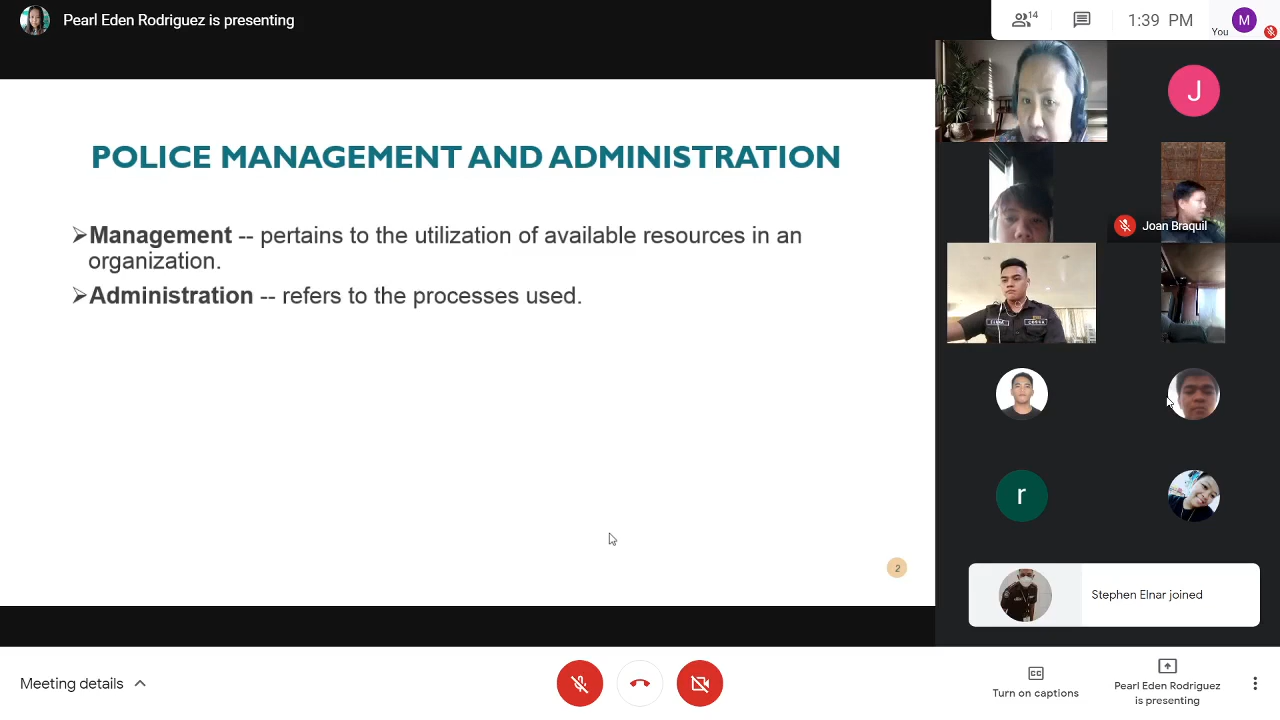 Pearl Eden Rodriguez is presenting
14
1:39 PM
You
M
POLICE MANAGEMENT AND ADMINISTRATION
➢Management -- pertains to the utilization of available resources in an
organization.
➢Administration -- refers to the processes used.
2
J
Joan Braquil
r
Stephen Elnar joined
Meeting details
CC
Turn on captions
Pearl Eden Rodriguez
is presenting